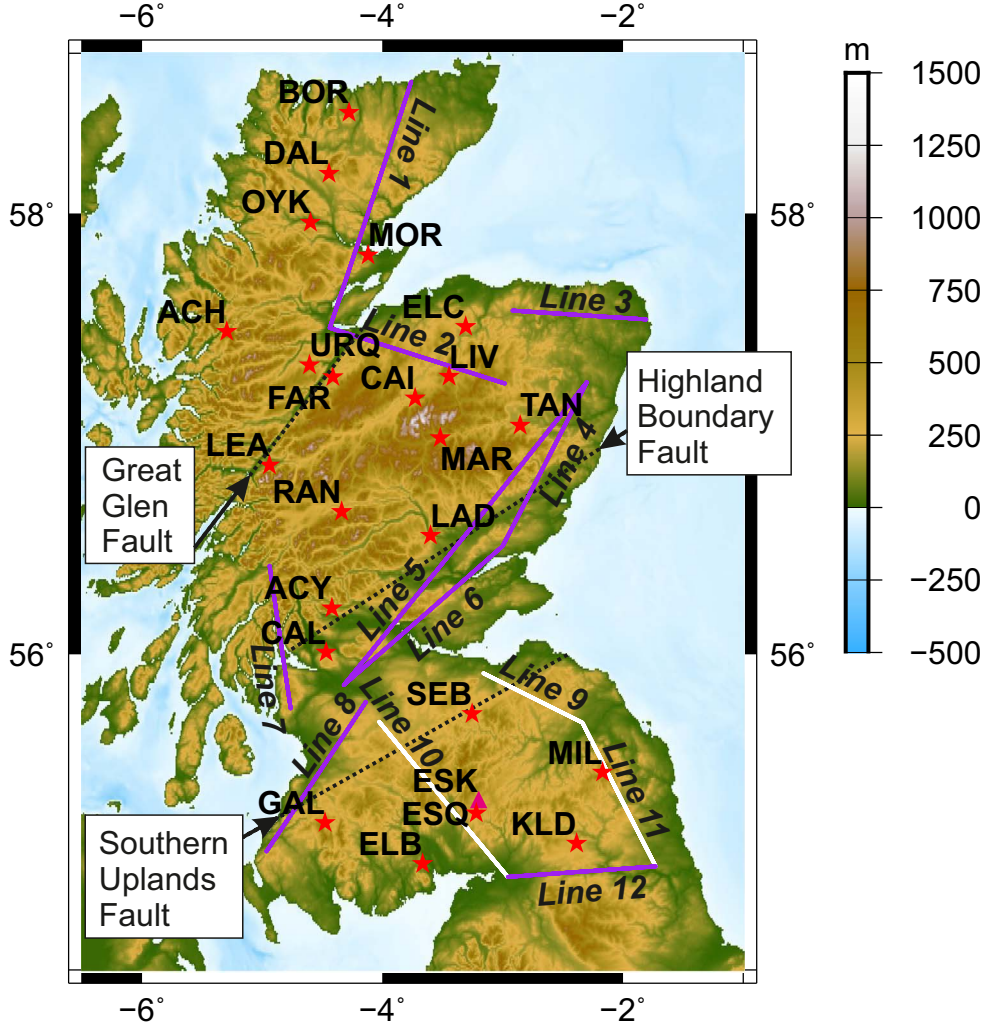 −6˚ −4˚ −2˚
m
1500
1250
1000
750
500
250
0
−250
−500
58˚ 58˚
56˚ 56˚
BOR
DAL
OYK
MOR
Line 1
ACH
ELC
Line 3
Line 2
URQ
LIV
FAR
CAI
TAN
Highland
Boundary
Fault
LEA
MAR
Line 4
Great
Glen
Fault
RAN
LAD
ACY
Line 5
Line 6
CAL
Line 7
SEB
Line 9
Line 8
Line 10
MIL
Line 11
ESK
GAL
ESQ
KLD
ELB
Southern
Uplands
Fault
Line 12
−6˚ −4˚ −2˚